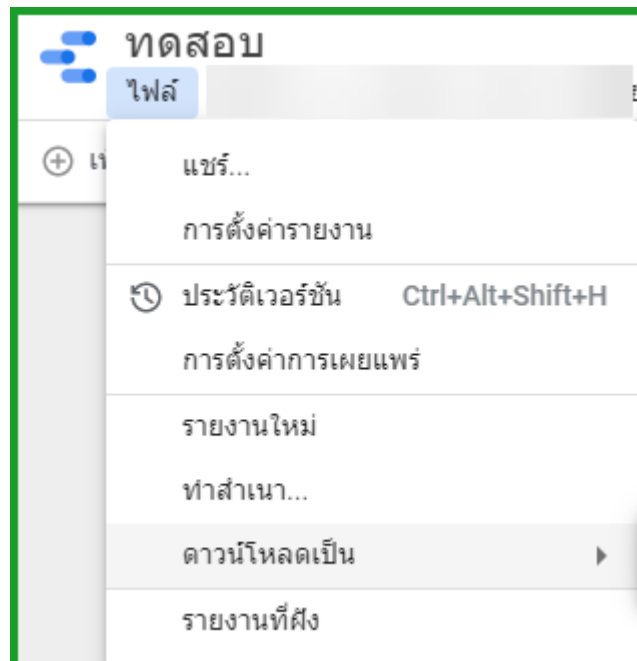 ทดสอบ
ไฟล์
แชร์...
การตั้งค่ารายงาน
ประวัติเวอร์ชัน Ctrl+Alt+Shift+H
การตั้งค่าการเผยแพร่
รายงานใหม่
ทำสำเนา...
ดาวน์โหลดเป็น
รายงานที่ฝัง